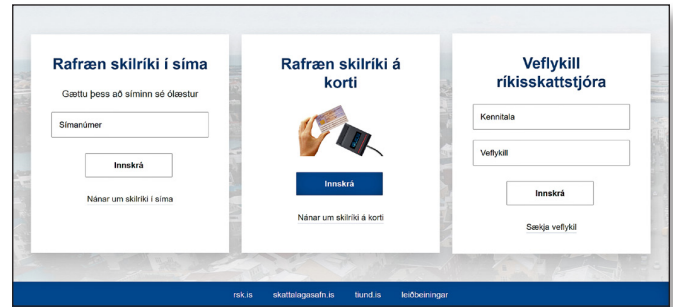 Rafræn skilríki í síma
Gættu þess að síminn sé ólæstur
Símanúmer
Innskrá
Nánar um skilríki í síma
Rafræn skilríki á
korti
Innskrá
Nánar um skilríki á korti
Veflykill
ríkisskattstjóra
Kennitala
Veflykill
Innskrá
Sækja veflykil
rsk.is skattalagasafn.is tiund.is leiðbeiningar